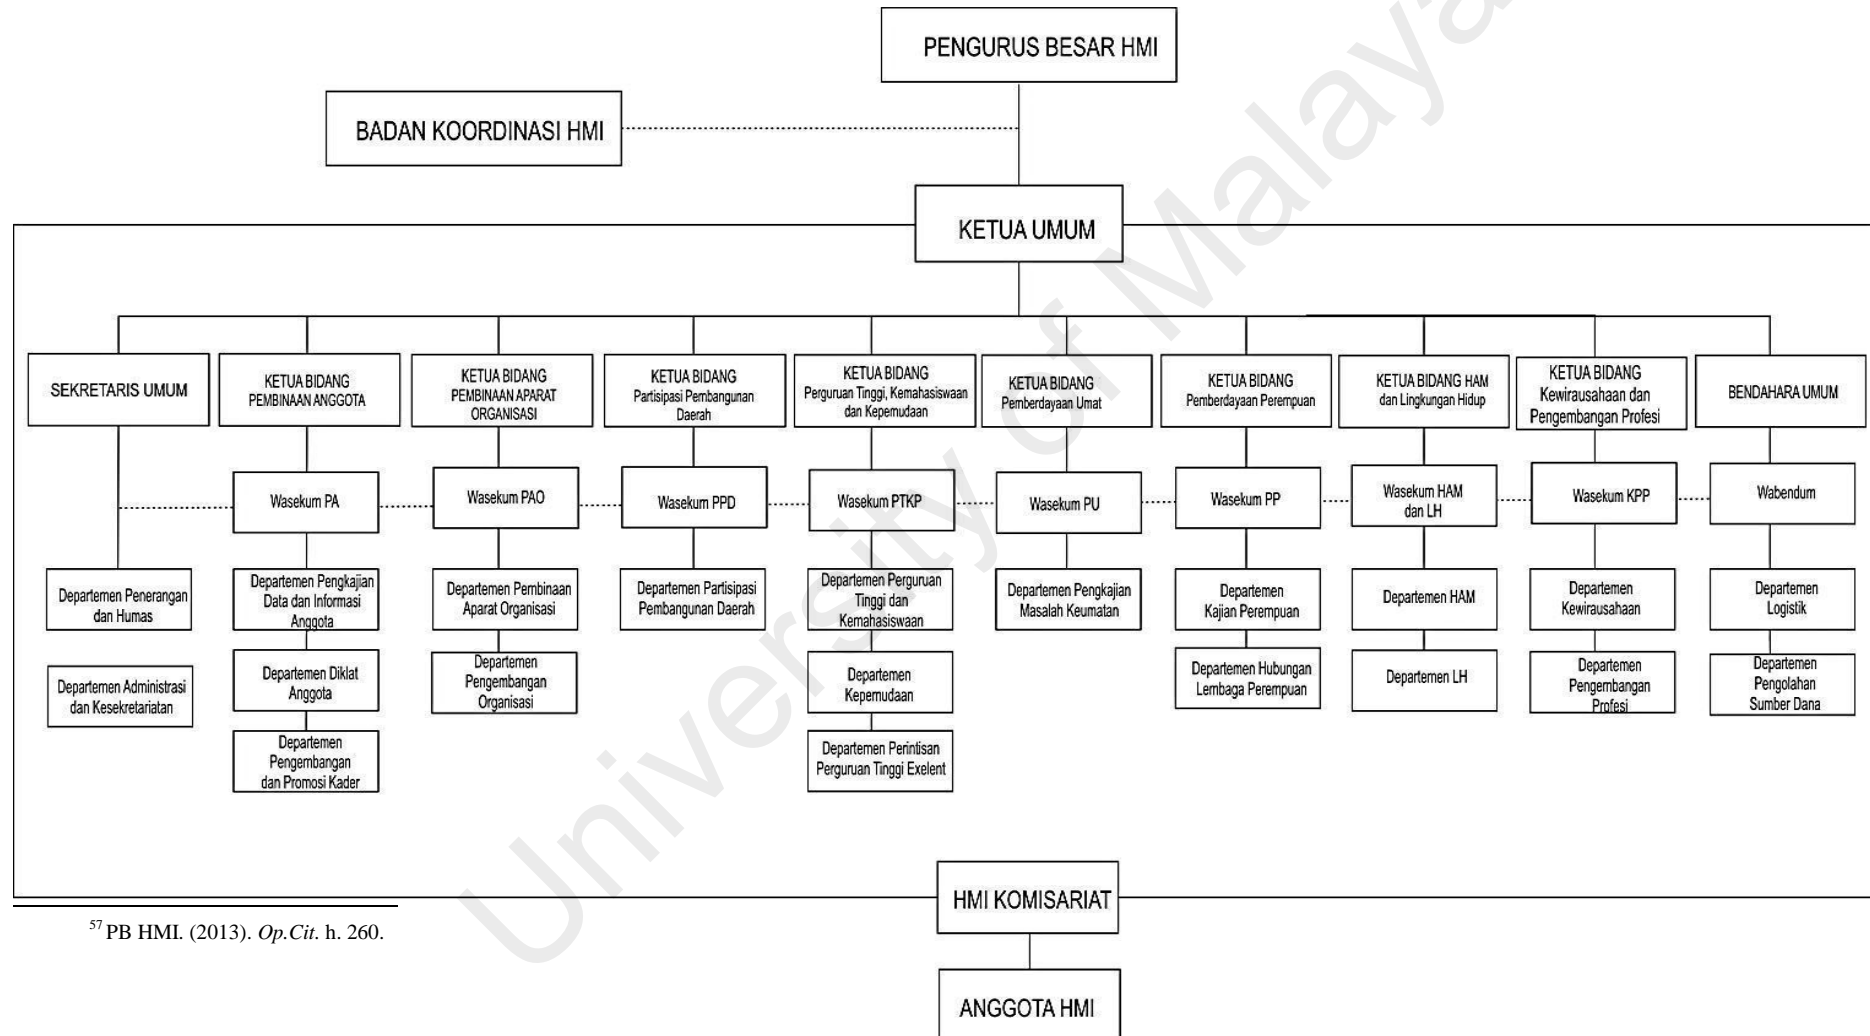 PENGURUS BESAR HMI
BADAN KOORDINASI HMI
KETUA UMUM
SEKRETARIS UMUM
KETUA BIDANG
PEMBINAAN ANGGOTA
KETUA BIDANG
PEMBINAAN APARAT
ORGANISASI
KETUA BIDANG
Partisipasi Pembangunan
Daerah
KETUA BIDANG
Perguruan Tinggi, Kemahasiswaan
dan Kepemudaan
KETUA BIDANG
Pemberdayaan Umat
KETUA BIDANG
Pemberdayaan Perempuan
KETUA BIDANG HAM
dan Lingkungan Hidup
KETUA BIDANG
Kewirausahaan dan
Pengembangan Profesi
BENDAHARA UMUM
Wasekum PA
Wasekum PAO
Wasekum PPD
Wasekum PTKP
Wasekum PU
Wasekum PP
Wasekum HAM
dan LH
Wasekum KPP
Wabendum
Departemen Penerangan
dan Humas
Departemen Pengkajian
Data dan Informasi
Anggota
Departemen Pembinaan
Aparat Organisasi
Departemen Partisipasi
Pembangunan Daerah
Departemen Perguruan
Tinggi dan
Kemahasiswaan
Departemen Pengkajian
Masalah Keumatan
Departemen
Kajian Perempuan
Departemen HAM
Departemen
Kewirausahaan
Departemen
Logistik
Departemen Administrasi
dan Kesekretariatan
Departemen Diklat
Anggota
Departemen
Pengembangan
Organisasi
Departemen
Kepemudaan
Departemen Hubungan
Lembaga Perempuan
Departemen LH
Departemen
Pengembangan
Profesi
Departemen
Pengolahan
Sumber Dana
Departemen
Pengembangan
dan Promosi Kader
Departemen Perintisan
Perguruan Tinggi Exelent
HMI KOMISARIAT
57 PB HMI. (2013). Op.Cit. h. 260.
ANGGOTA HMI
University of Malaya